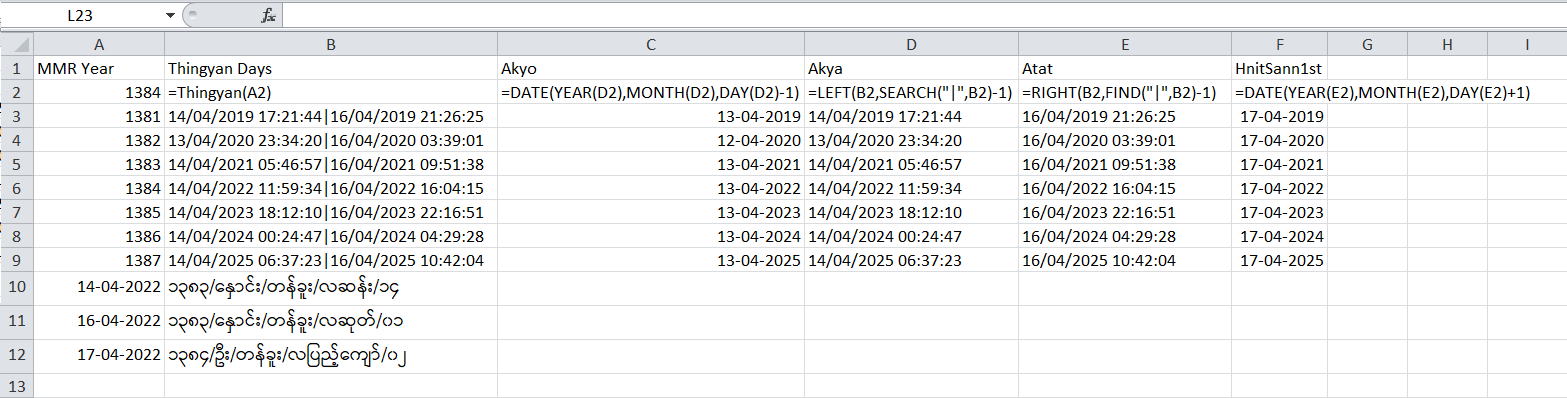 L23 fx
A B C D E F G H I
1 MMR Year Thingyan Days Akyo Akya Atat HnitSann1st
2 1384 =Thingyan(A2) =DATE(YEAR(D2),MONTH(D2),DAY(D2)-1) =LEFT(B2,SEARCH("|",B2)-1) =RIGHT(B2,FIND("|",B2)-1) =DATE(YEAR(E2),MONTH(E2),DAY(E2)+1)
3 1381 14/04/2019 17:21:44|16/04/2019 21:26:25 13-04-2019 14/04/2019 17:21:44 16/04/2019 21:26:25 17-04-2019
4 1382 13/04/2020 23:34:20|16/04/2020 03:39:01 12-04-2020 13/04/2020 23:34:20 16/04/2020 03:39:01 17-04-2020
5 1383 14/04/2021 05:46:57|16/04/2021 09:51:38 13-04-2021 14/04/2021 05:46:57 16/04/2021 09:51:38 17-04-2021
6 1384 14/04/2022 11:59:34|16/04/2022 16:04:15 13-04-2022 14/04/2022 11:59:34 16/04/2022 16:04:15 17-04-2022
7 1385 14/04/2023 18:12:10|16/04/2023 22:16:51 13-04-2023 14/04/2023 18:12:10 16/04/2023 22:16:51 17-04-2023
8 1386 14/04/2024 00:24:47|16/04/2024 04:29:28 13-04-2024 14/04/2024 00:24:47 16/04/2024 04:29:28 17-04-2024
9 1387 14/04/2025 06:37:23|16/04/2025 10:42:04 13-04-2025 14/04/2025 06:37:23 16/04/2025 10:42:04 17-04-2025
10 14-04-2022 ၁၃၈၃/နှောင်း/တန်ခူး/လဆန်း/၁၄
11 16-04-2022 ၁၃၈၃/နှောင်း/တန်ခူး/လဆုတ်/၀၁
12 17-04-2022 ၁၃၈၄/ဦး/တန်ခူး/လပြည့်ကျော်/၀၂
13